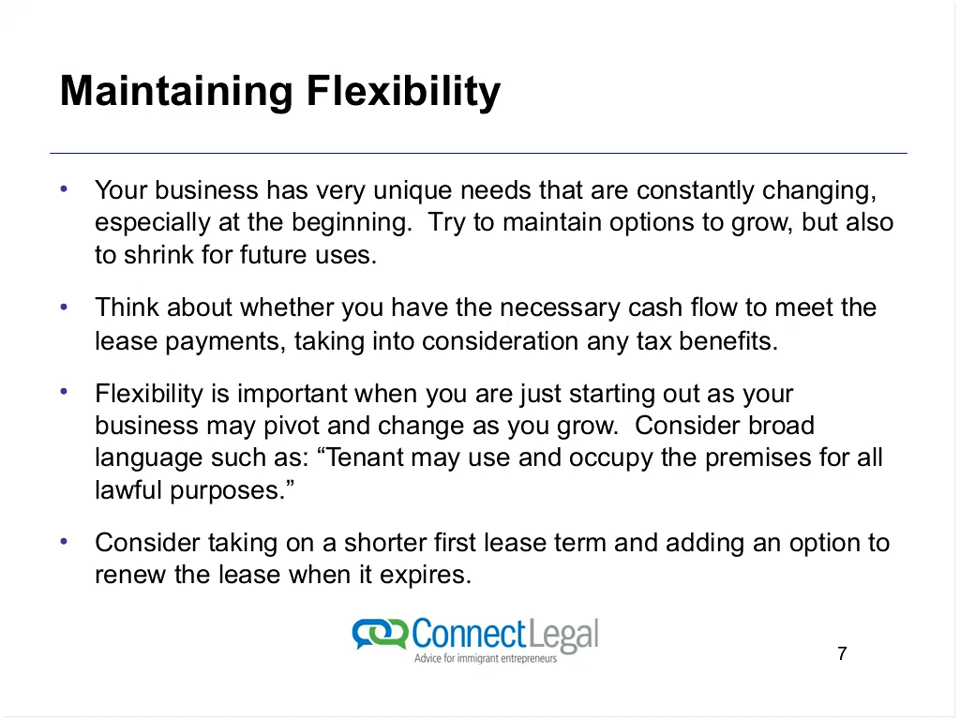 Maintaining Flexibility
• Your business has very unique needs that are constantly changing,
especially at the beginning.  Try to maintain options to grow, but also
to shrink for future uses.
• Think about whether you have the necessary cash flow to meet the
lease payments, taking into consideration any tax benefits.
• Flexibility is important when you are just starting out as your
business may pivot and change as you grow.  Consider broad
language such as: “Tenant may use and occupy the premises for all
lawful purposes.”
• Consider taking on a shorter first lease term and adding an option to
renew the lease when it expires.
ConnectLegal
Advice for immigrant entrepreneurs
7